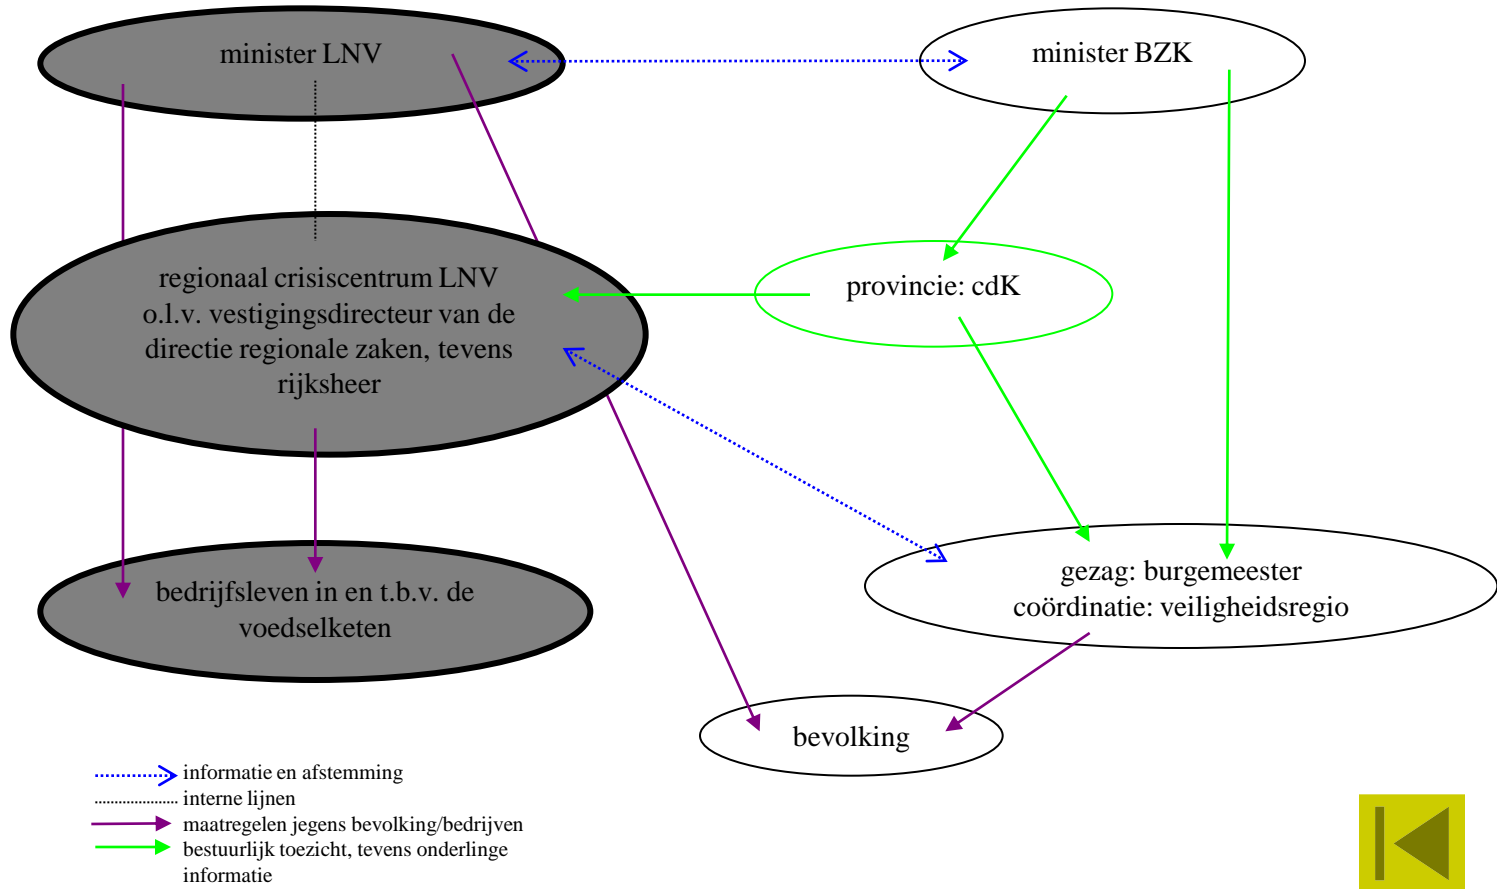 minister LNV
minister BZK
regionaal crisiscentrum LNV
o.l.v. vestigingsdirecteur van de
directie regionale zaken, tevens
rijksheer
provincie: cdK
bedrijfsleven in en t.b.v. de
voedselketen
gezag: burgemeester
coördinatie: veiligheidsregio
bevolking
informatie en afstemming
interne lijnen
maatregelen jegens bevolking/bedrijven
bestuurlijk toezicht, tevens onderlinge
informatie